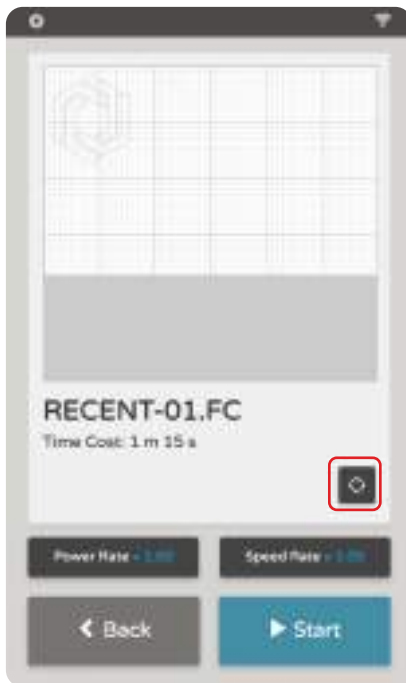 RECENT-01.FC
Time Cost: 1 m 15 s
Power Rate
Speed Rate
Back
Start